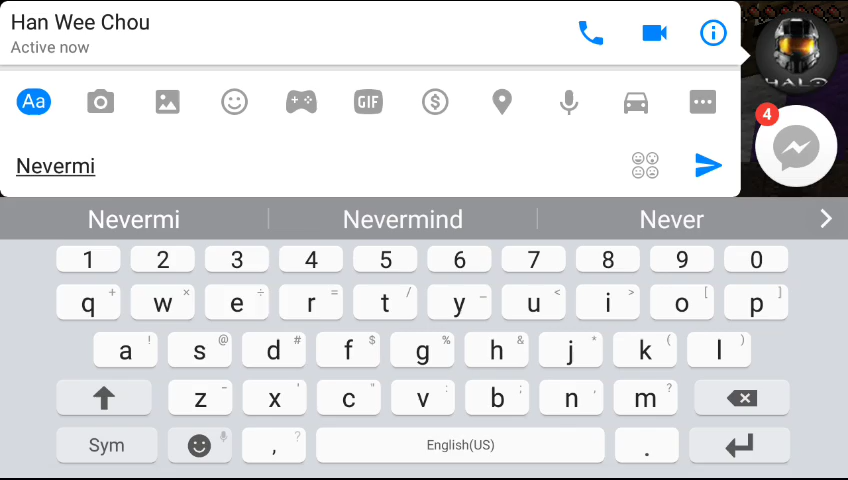 Han Wee Chou
Active now
HALO
Aa
GIF
$
4
Nevermi
Nevermi Nevermind Never
1 2 3 4 5 6 7 8 9 0
q + w × e ÷ r = t / y _ u < i > o [ p ]
a ! s @ d # f $ g % h & j * k ( l )
z - x ' c " v : b ; n , m ?
Sym , ? English(US) .